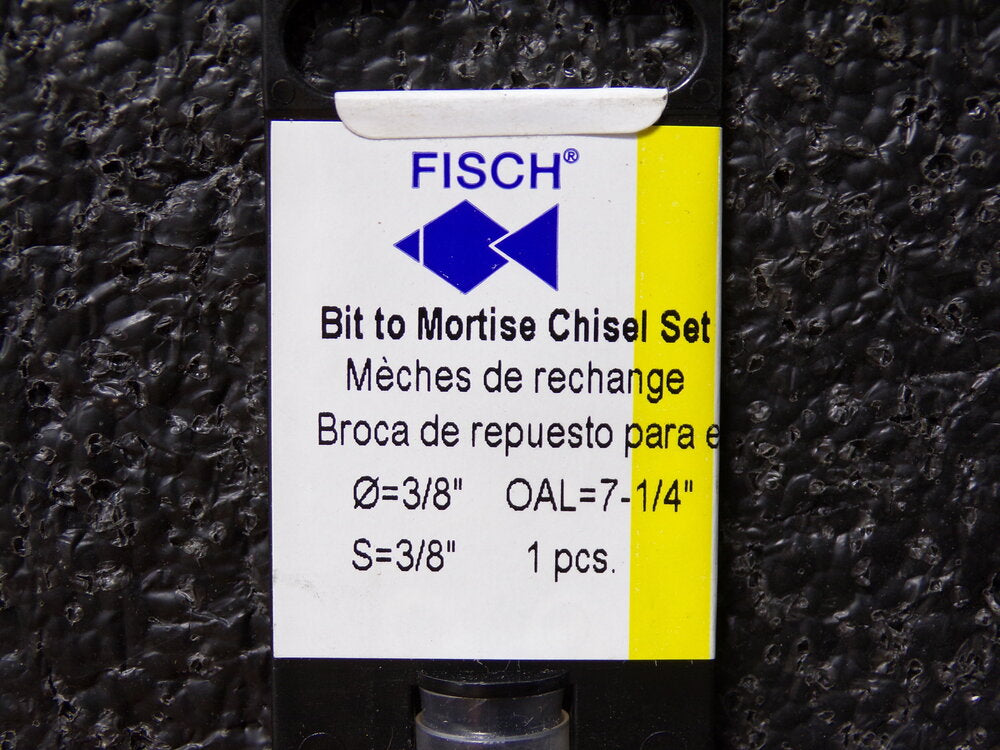 FISCH®
Bit to Mortise Chisel Set
Mèches de rechange
Broca de repuesto para e
Ø=3/8" OAL=7-1/4"
S=3/8" 1 pcs.